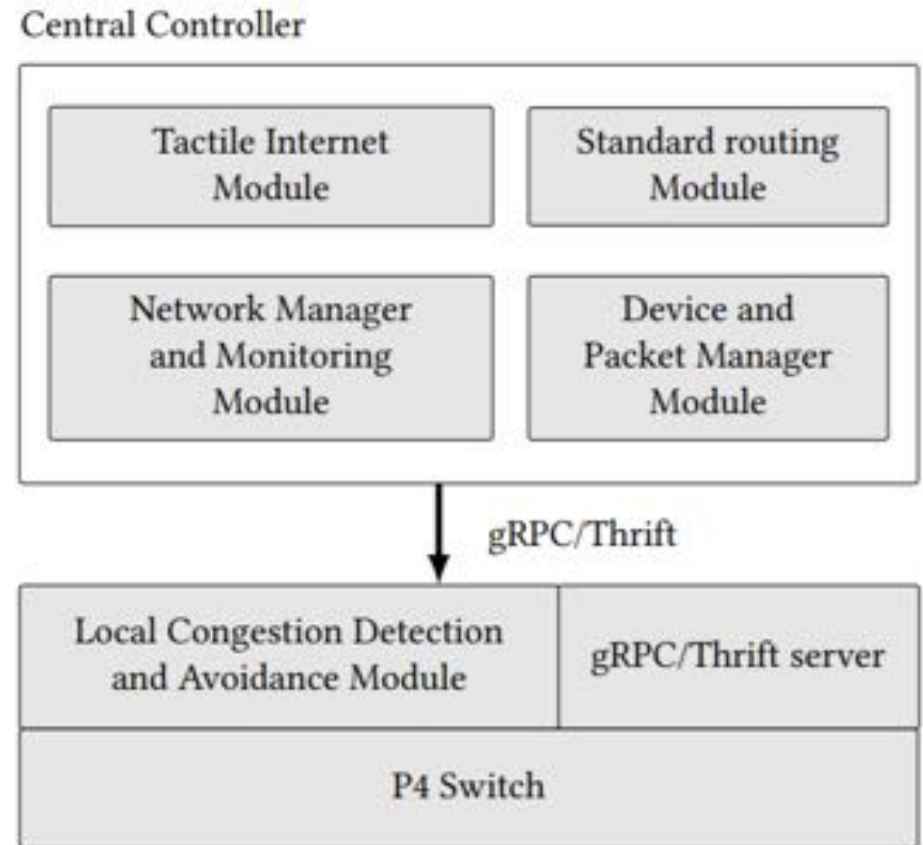 Central Controller
Tactile Internet
Module
Standard routing
Module
Network Manager
and Monitoring
Module
Device and
Packet Manager
Module
gRPC/Thrift
Local Congestion Detection
and Avoidance Module
gRPC/Thrift server
P4 Switch